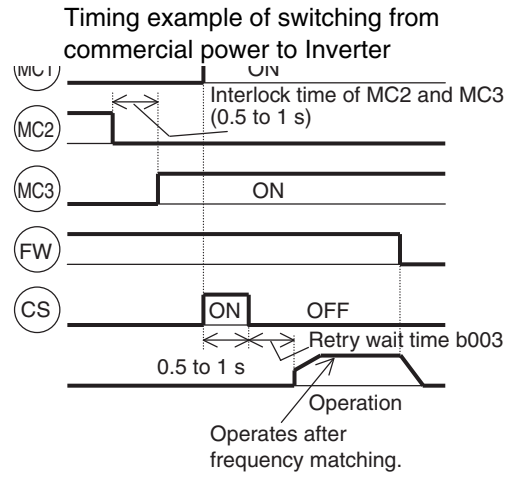 Timing example of switching from
commercial power to Inverter
MC1
ON
Interlock time of MC2 and MC3
(0.5 to 1 s)
MC2
MC3
ON
FW
CS
ON
OFF
Retry wait time b003
0.5 to 1 s
Operation
Operates after
frequency matching.